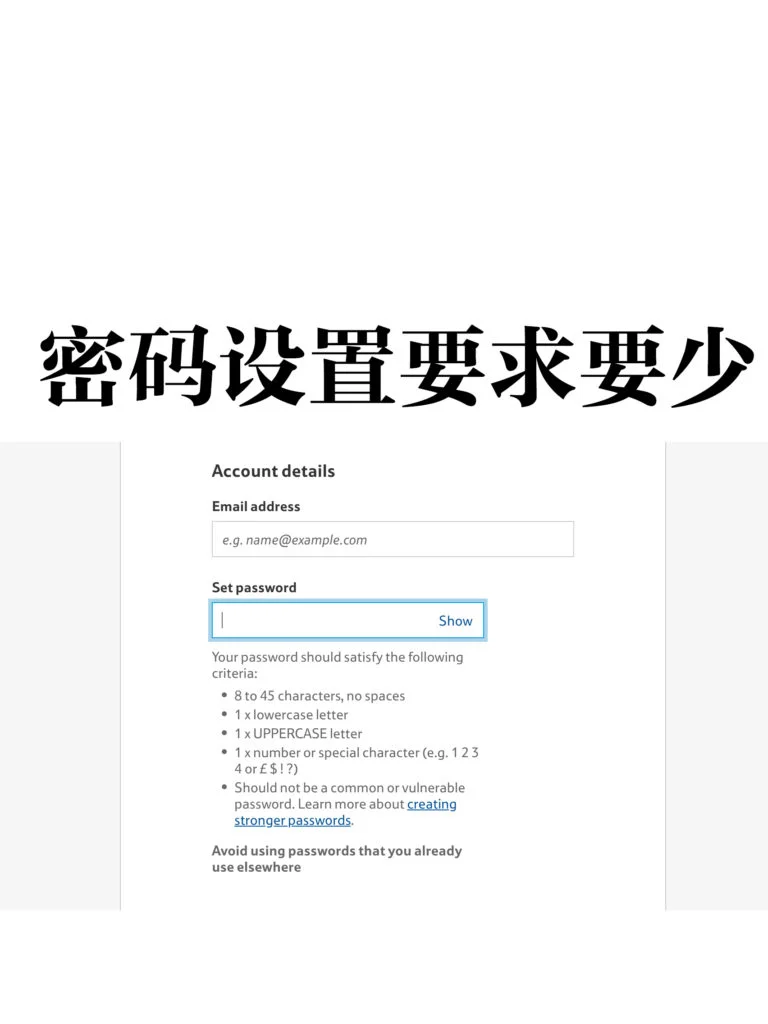 密码设置要求要少
Account details
Email address
e.g. name@example.com
Set password
Show
Your password should satisfy the following
criteria:
• 8 to 45 characters, no spaces
• 1 x lowercase letter
• 1 x UPPERCASE letter
• 1 x number or special character (e.g. 1 2 3
4 or £ $ ! ?)
• Should not be a common or vulnerable
password. Learn more about creating
stronger passwords.
Avoid using passwords that you already
use elsewhere